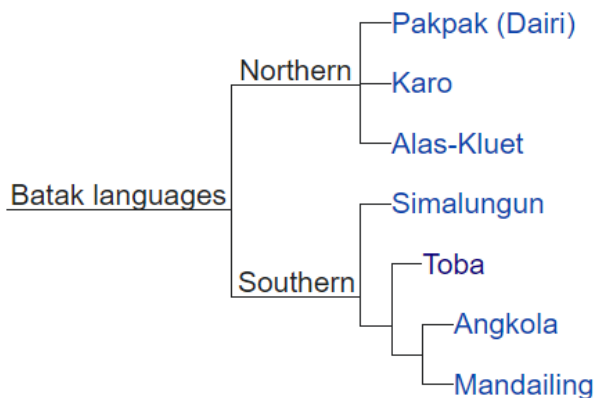 Pakpak (Dairi)
Northern
Karo
Alas-Kluet
Batak languages
Simalungun
Toba
Southern
Angkola
Mandailing